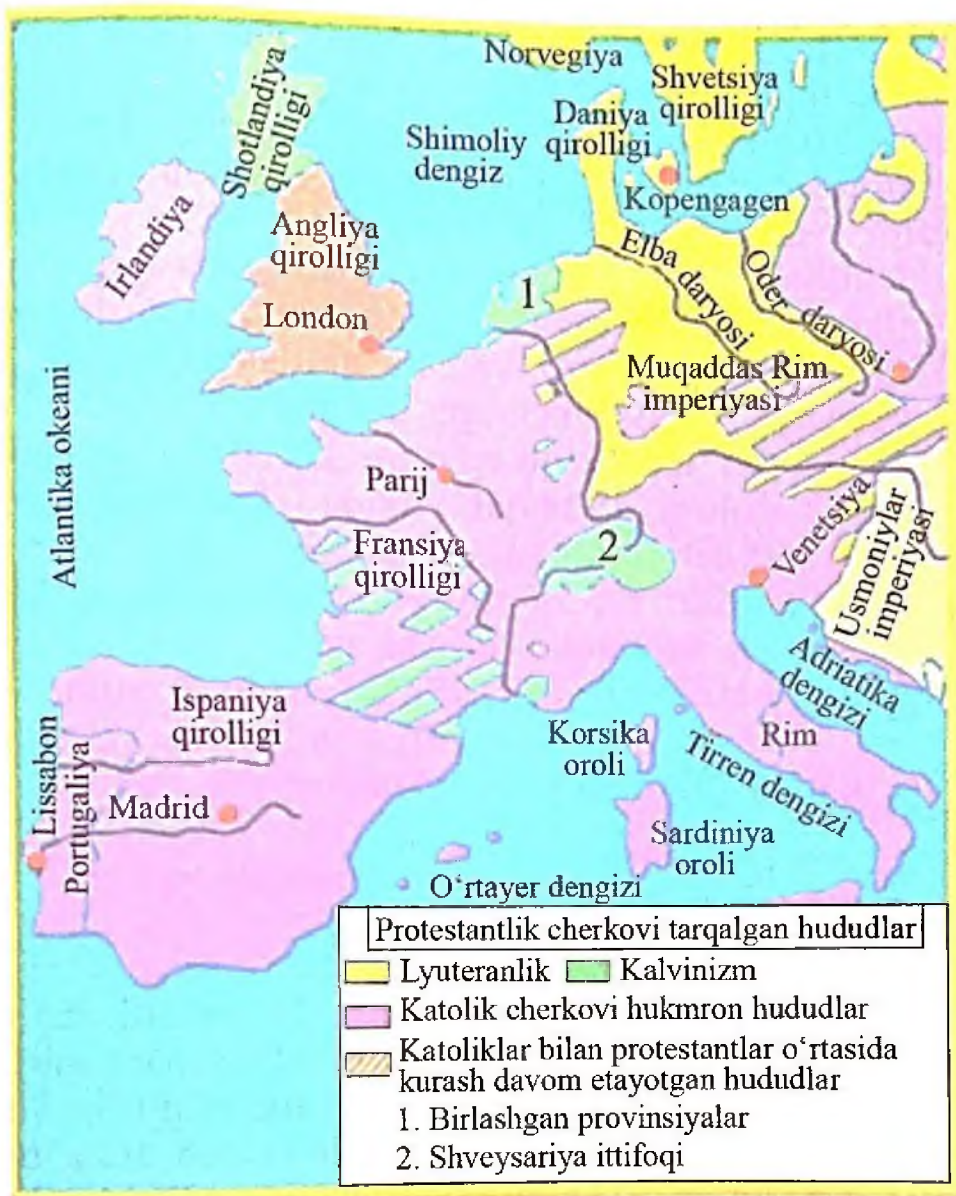 Norvegiya
Shvetsiya
qirolligi
Daniya
qirolligi
Shimoliy
dengiz
Kopengagen
Shotlandiya
qirolligi
Irlandiya
Angliya
qirolligi
London
1
Elba daryosi
Oder daryosi
Muqaddas Rim
imperiyasi
Atlantika okeani
Parij
Fransiya
qirolligi
2
Venetsiya
Usmoniylar
imperiyasi
Adriatika
dengizi
Ispaniya
qirolligi
Korsika
oroli
Rim
Tirren dengizi
Lissabon
Portugaliya
Madrid
Sardiniya
oroli
O‘rtayer dengizi
Protestantlik cherkovi tarqalgan hududlar
Lyuteranlik
Kalvinizm
Katolik cherkovi hukmron hududlar
Katoliklar bilan protestantlar o‘rtasida
kurash davom etayotgan hududlar
1. Birlashgan provinsiyalar
2. Shveysariya ittifoqi